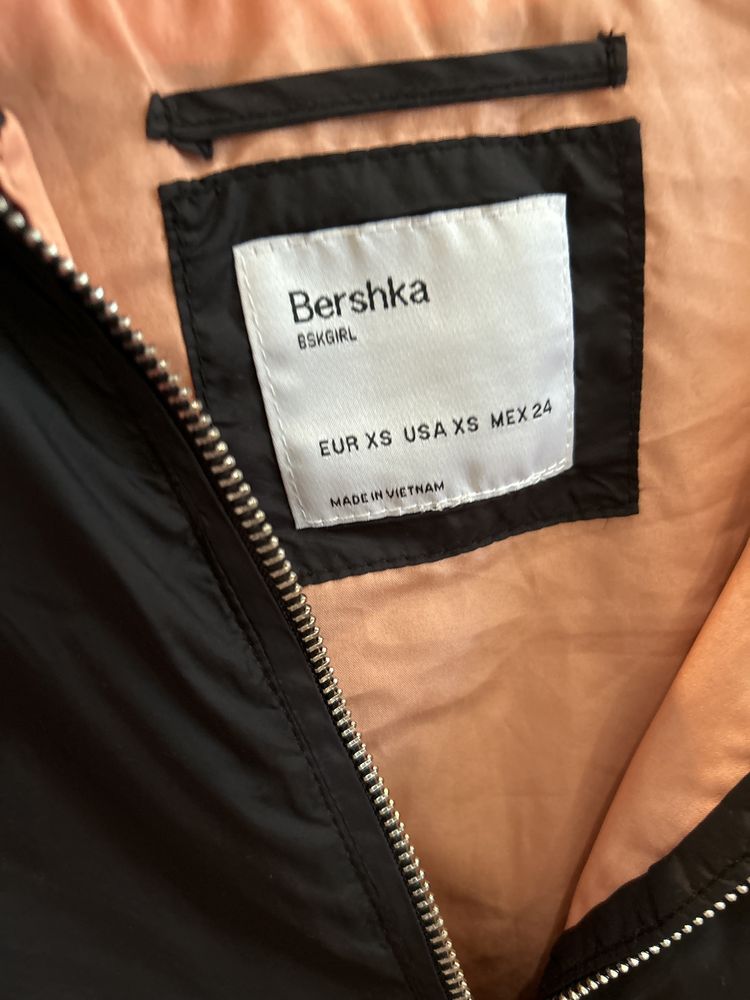 Bershka
BSKGIRL
EUR XS USA XS MEX 24
MADE IN VIETNAM